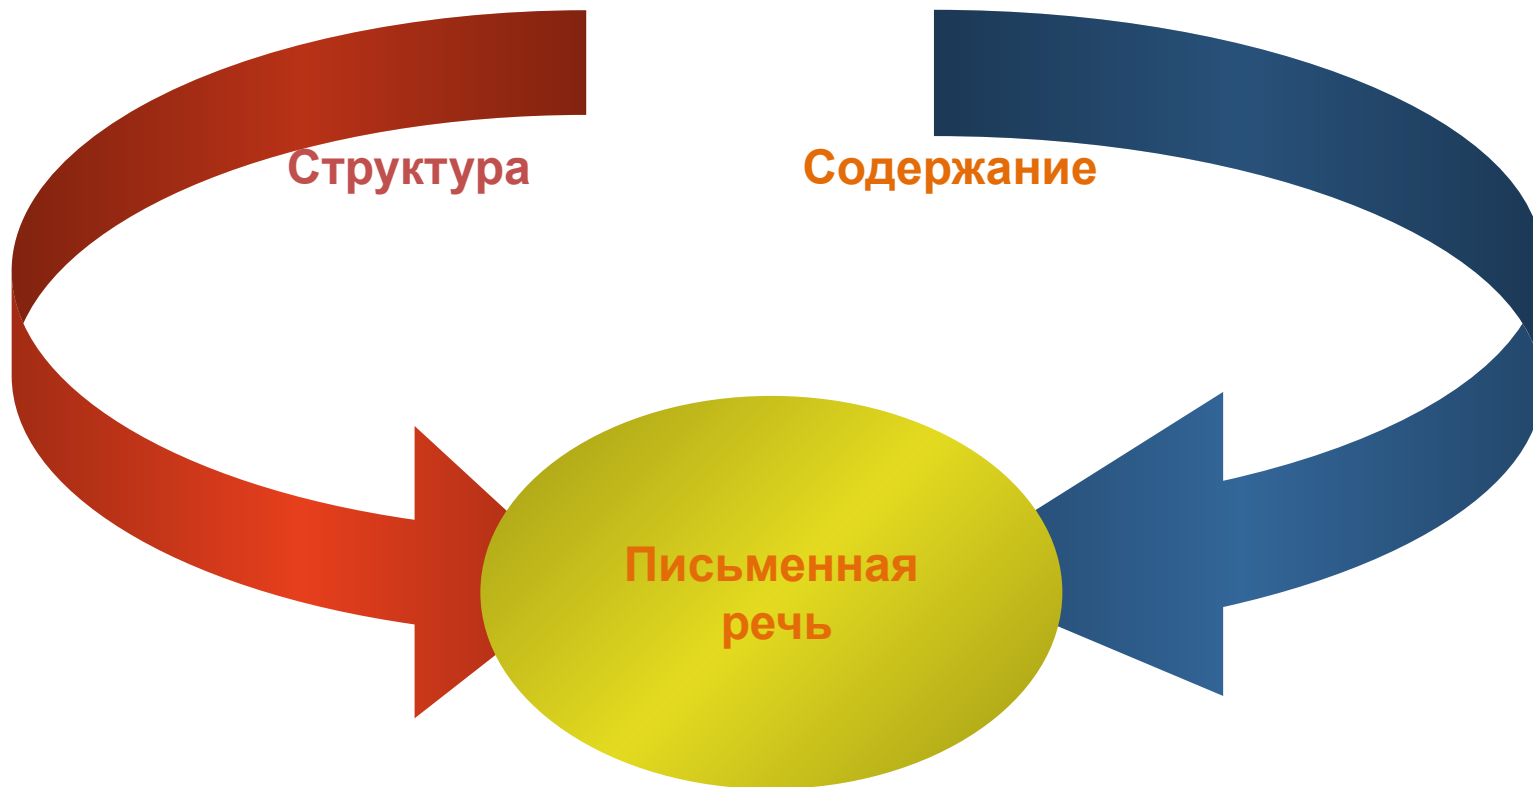 Структура
Содержание
Письменная
речь